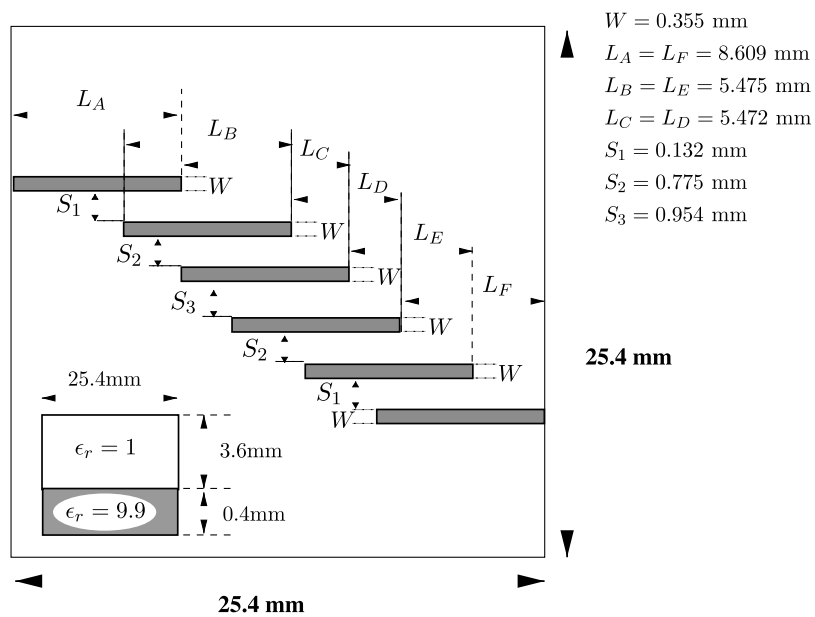 W = 0.355 mm
L_A = L_F = 8.609 mm
L_B = L_E = 5.475 mm
L_C = L_D = 5.472 mm
S_1 = 0.132 mm
S_2 = 0.775 mm
S_3 = 0.954 mm
L_A
L_B
L_C
L_D
L_E
L_F
W
S_1
W
S_2
W
S_3
W
S_2
W
S_1
W
25.4 mm
25.4mm
ϵ_r = 1
3.6mm
ϵ_r = 9.9
0.4mm
25.4 mm